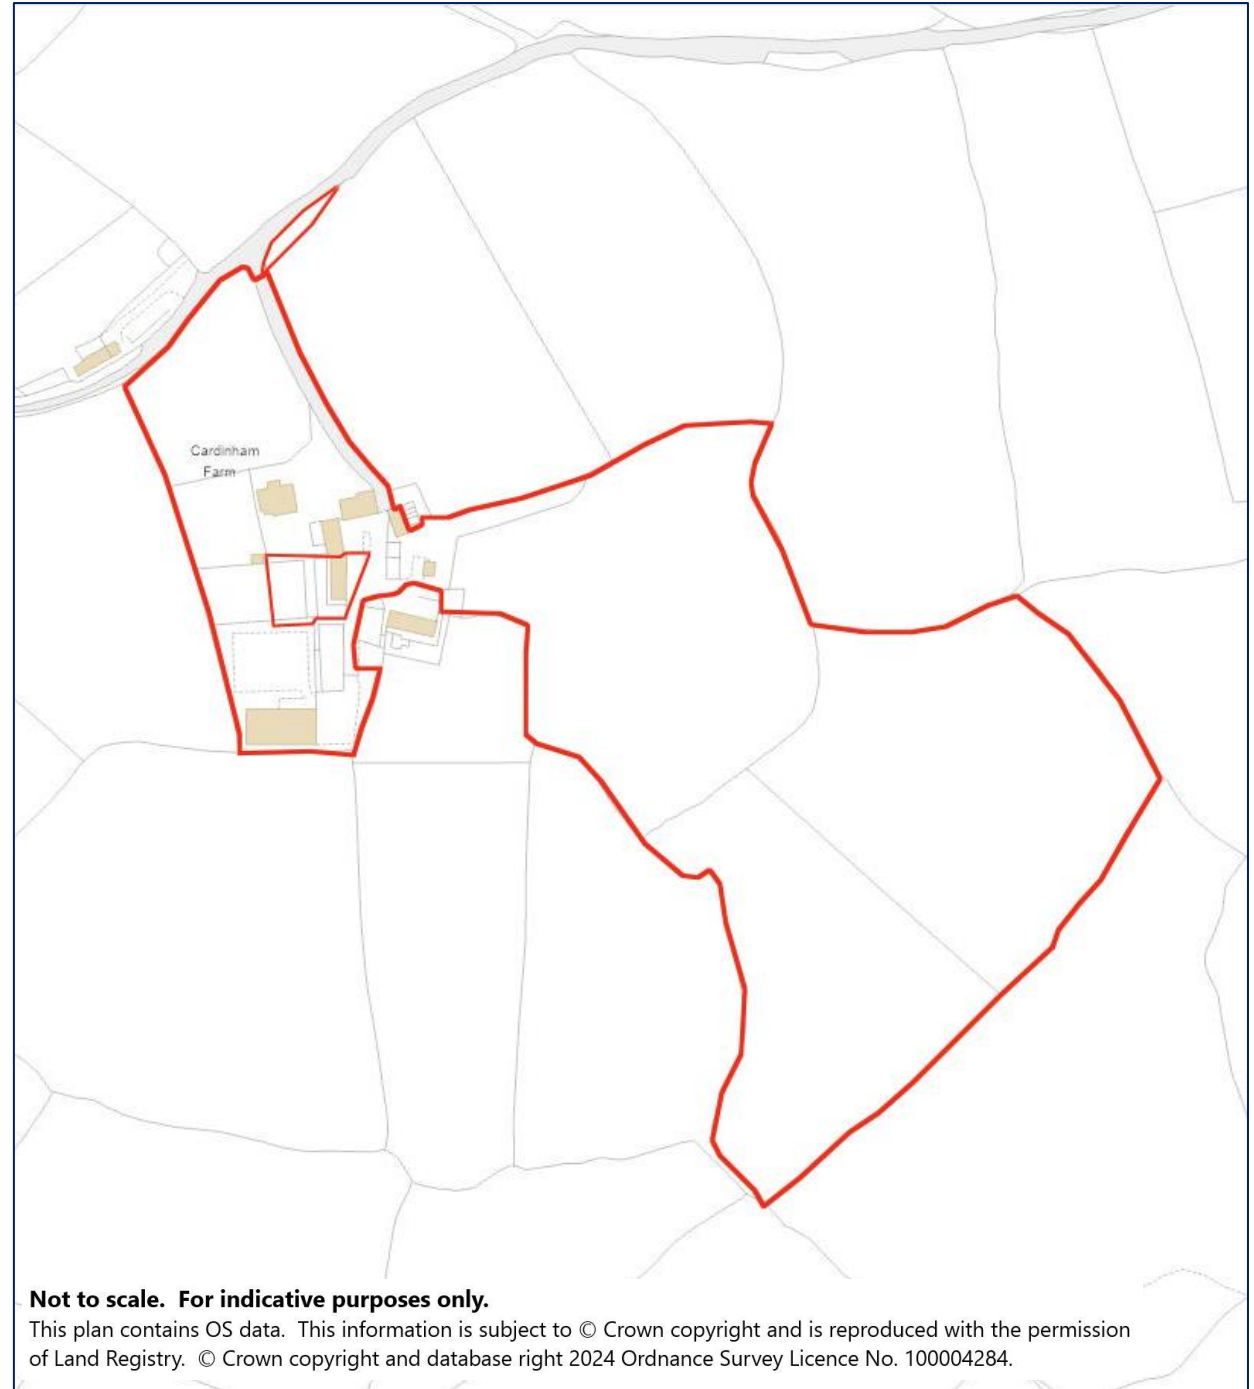 Cardinham
Farm
Not to scale.  For indicative purposes only.
This plan contains OS data.  This information is subject to © Crown copyright and is reproduced with the permission
of Land Registry.  © Crown copyright and database right 2024 Ordnance Survey Licence No. 100004284.